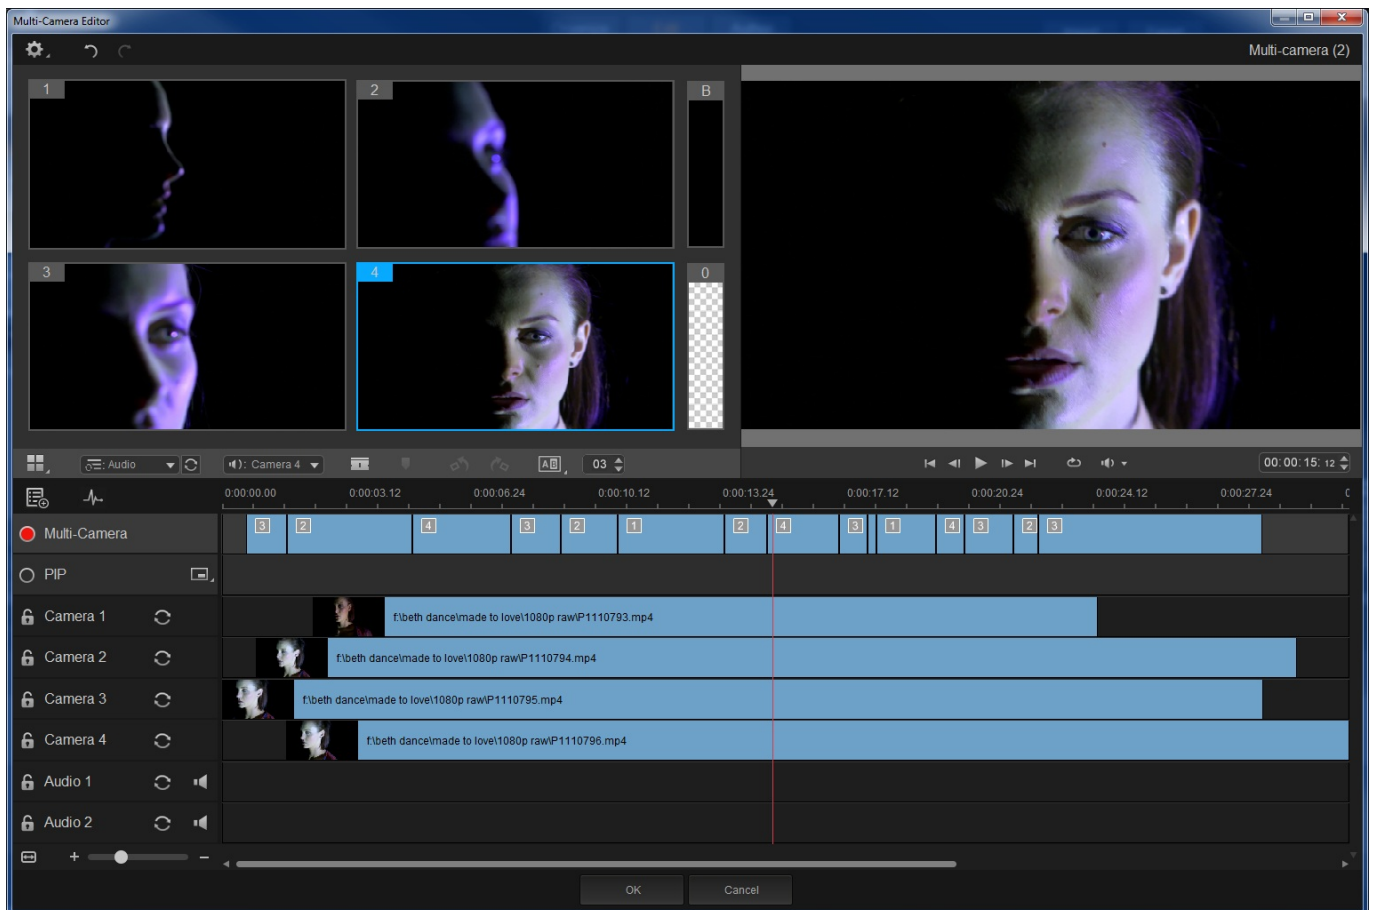 Multi-Camera Editor
Multi-camera (2)
1
2
B
3
4
0
: Audio
: Camera 4
A B
03
00:00:15:12
0:00:00.00 0:00:03.12 0:00:06.24 0:00:10.12 0:00:13.24 0:00:17.12 0:00:20.24 0:00:24.12 0:00:27.24
Multi-Camera
3 2 4 3 2 1 2 4 3 1 4 3 2 3
PIP
Camera 1
f:\beth dance\made to love\1080p raw\P1110793.mp4
Camera 2
f:\beth dance\made to love\1080p raw\P1110794.mp4
Camera 3
f:\beth dance\made to love\1080p raw\P1110795.mp4
Camera 4
f:\beth dance\made to love\1080p raw\P1110796.mp4
Audio 1
Audio 2
OK
Cancel